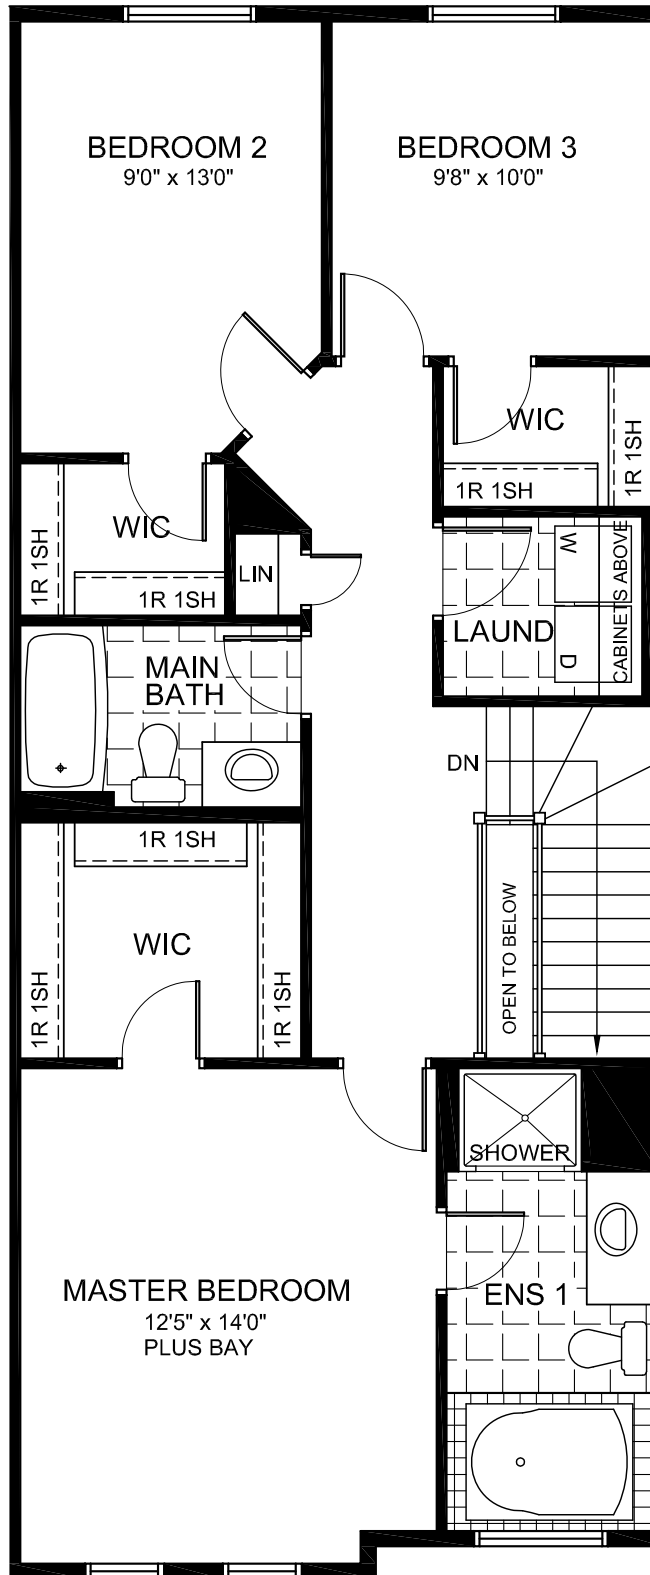 BEDROOM 2
9'0" x 13'0"
BEDROOM 3
9'8" x 10'0"
WIC
1R 1SH
1R 1SH
WIC
1R 1SH
1R 1SH
LIN
W
D
CABINETS ABOVE
LAUND
MAIN
BATH
DN
1R 1SH
WIC
1R 1SH
1R 1SH
OPEN TO BELOW
SHOWER
MASTER BEDROOM
12'5" x 14'0"
PLUS BAY
ENS 1